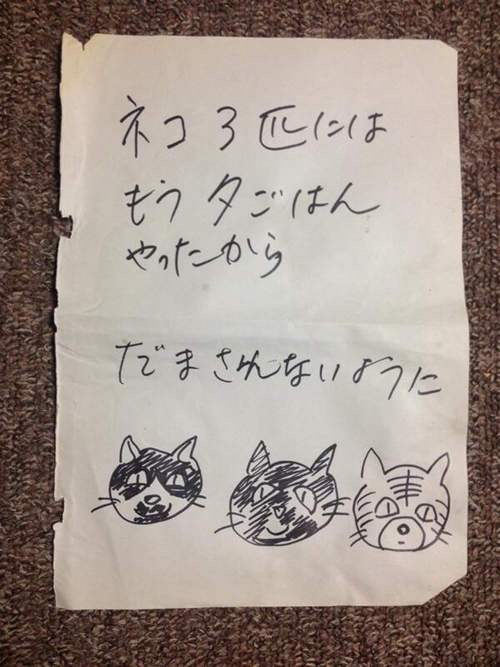 ネコ3匹には
もう夕ごはん
やったから
だまされないように